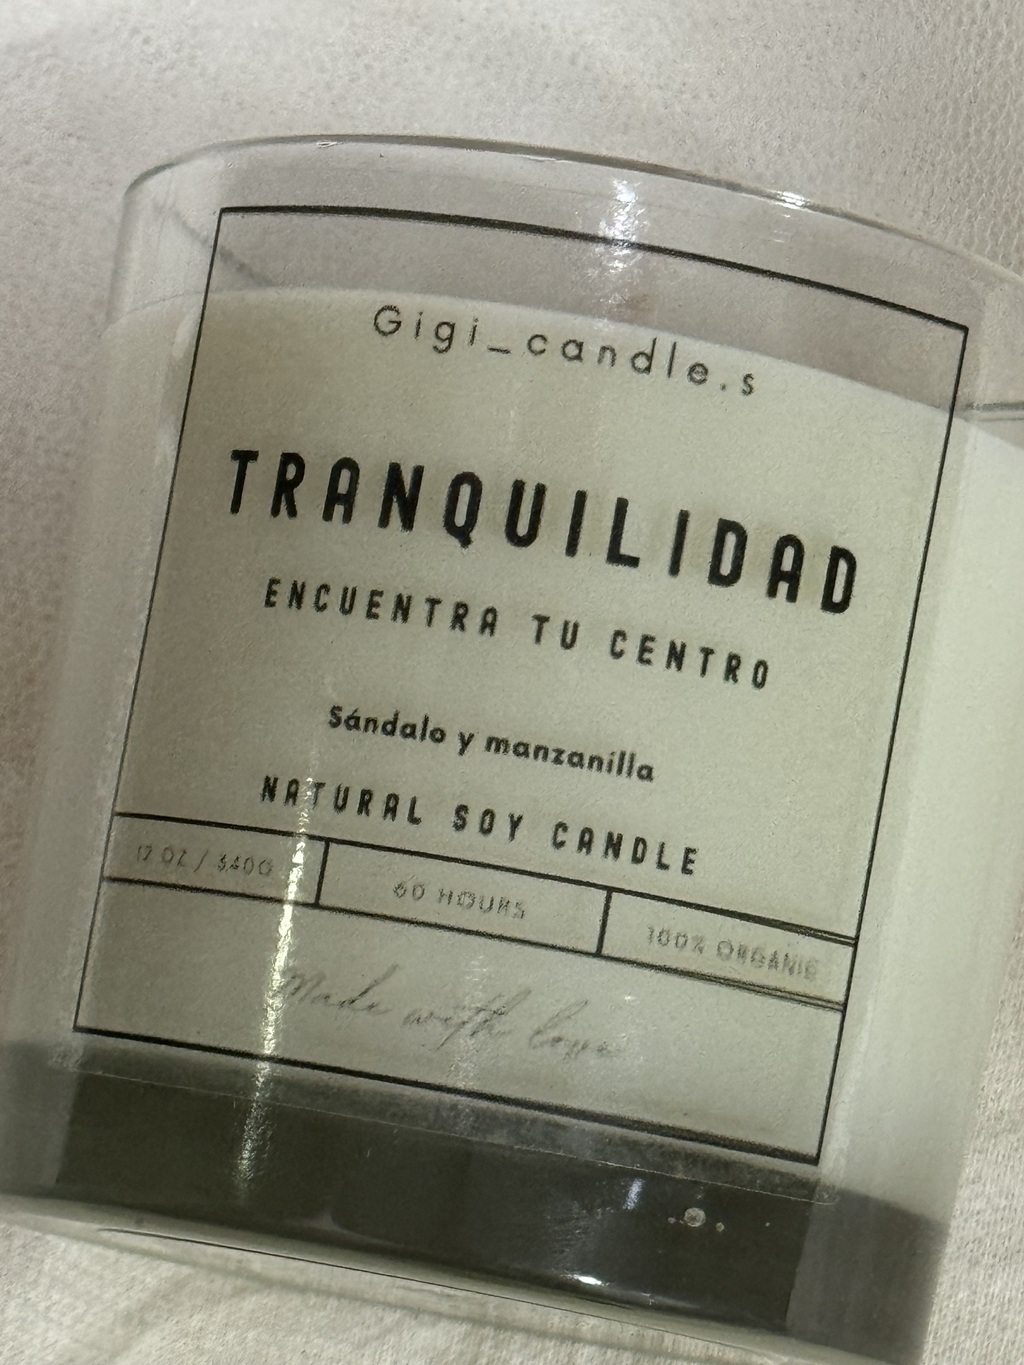 Gigi_candle.s
TRANQUILIDAD
ENCUENTRA TU CENTRO
Sándalo y manzanilla
NATURAL SOY CANDLE
12 OZ / 340G
60 HOURS
100% ORGANIC
Made with love